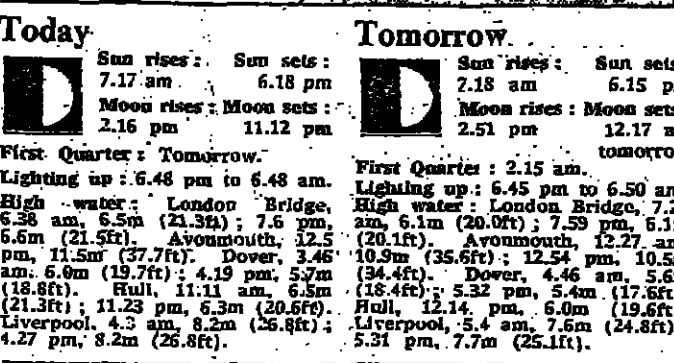 Today
Sun rises : Sun sets :
7.17 am 6.18 pm
Moon rises : Moon sets :
2.16 pm 11.12 pm
First Quarter : Tomorrow.
Lighting up : 6.48 pm to 6.48 am.
High water : London Bridge,
6.38 am, 6.5m (21.3ft) ; 7.6 pm,
6.6m (21.5ft). Avonmouth, 12.5
pm, 11.5m (37.7ft). Dover, 3.46
am, 6.0m (19.7ft) ; 4.19 pm, 5.7m
(18.8ft). Hull, 11.11 am, 6.5m
(21.3ft) ; 11.23 pm, 6.3m (20.6ft).
Liverpool, 4.3 am, 8.2m (26.8ft) ;
4.27 pm, 8.2m (26.8ft).
Tomorrow
Sun rises : Sun sets
7.18 am 6.15 p
Moon rises : Moon sets
2.51 pm 12.17 a
tomorro
First Quarter : 2.15 am.
Lighting up : 6.45 pm to 6.50 am
High water : London Bridge, 7.2
am, 6.1m (20.0ft) ; 7.59 pm, 6.1
(20.1ft). Avonmouth, 12.27 am
10.9m (35.6ft) ; 12.54 pm, 10.5
(34.4ft). Dover, 4.46 am, 5.6
(18.4ft) ; 5.32 pm, 5.4m (17.6ft
Hull, 12.14 pm, 6.0m (19.6ft
Liverpool, 5.4 am, 7.6m (24.8ft)
5.31 pm, 7.7m (25.1ft).